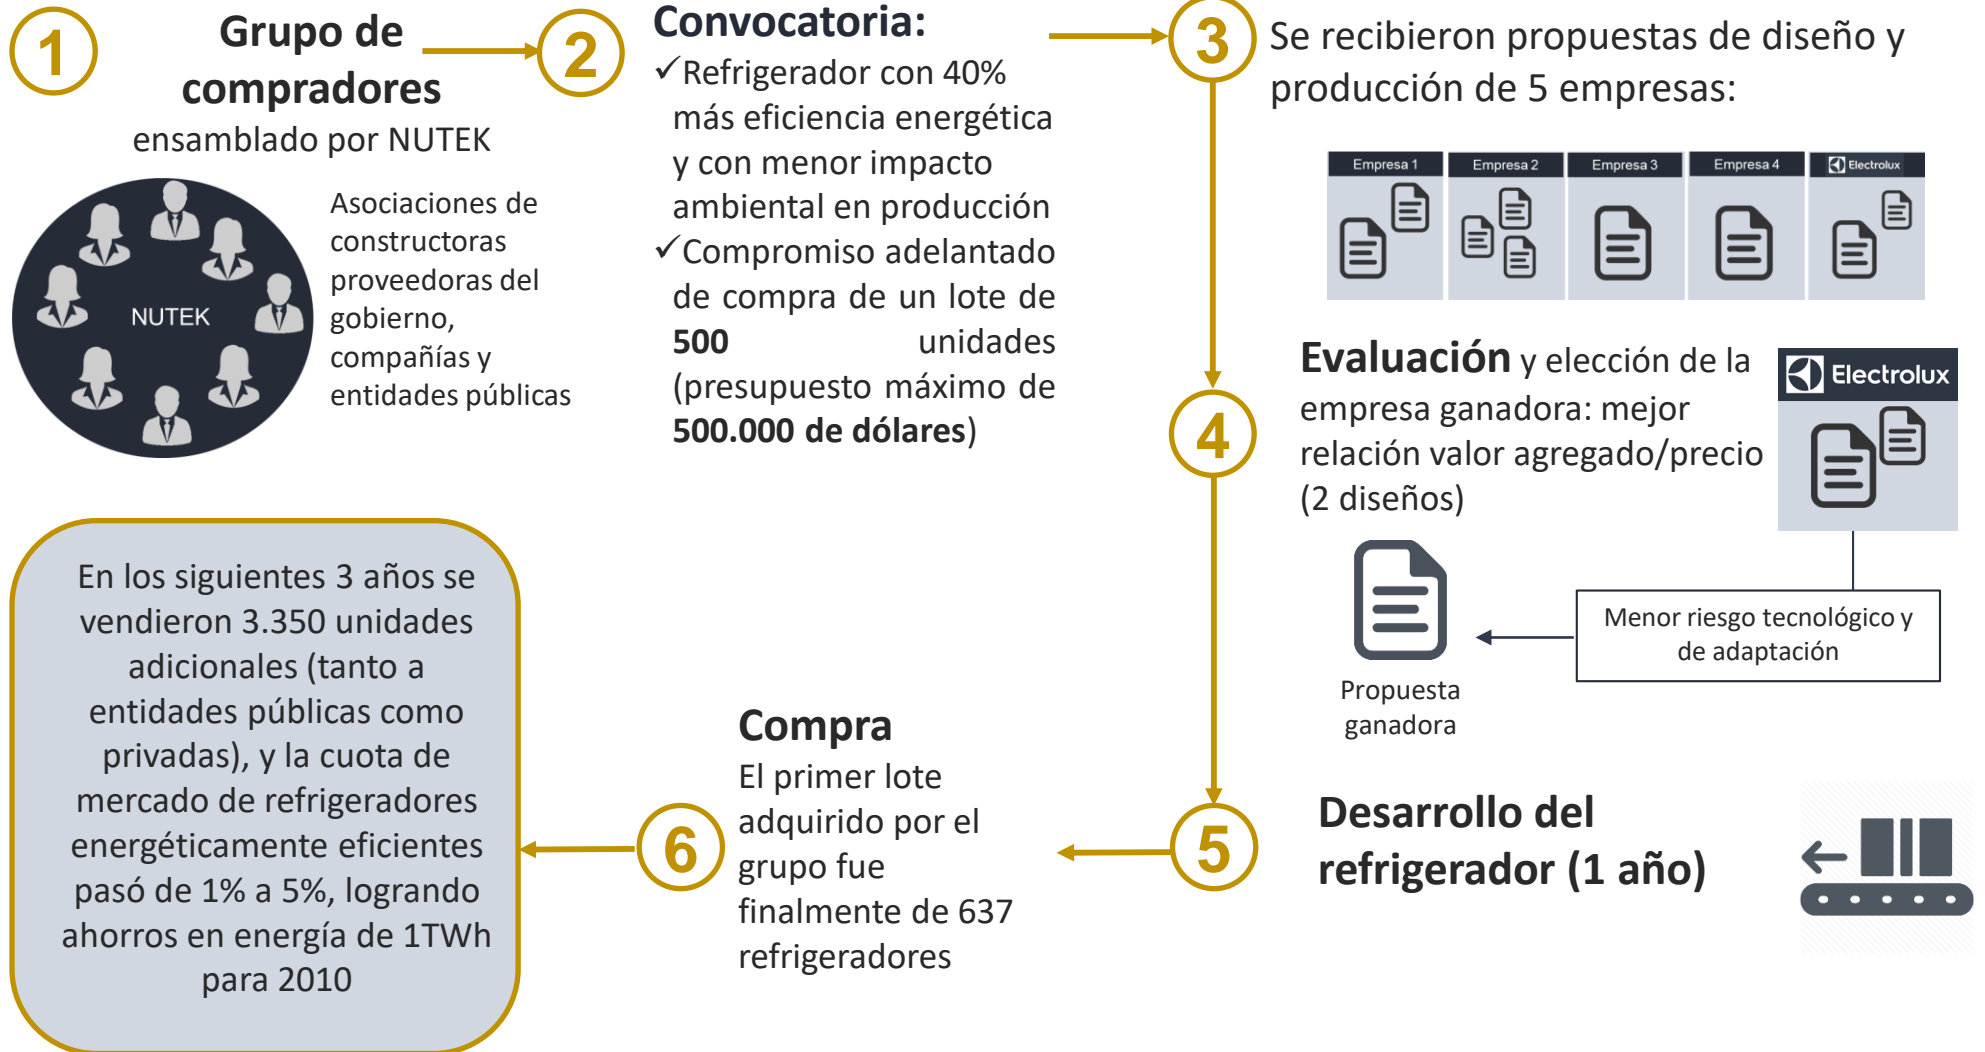 1
Grupo de
compradores
ensamblado por NUTEK
NUTEK
Asociaciones de
constructoras
proveedoras del
gobierno,
compañías y
entidades públicas
2
Convocatoria:
✓Refrigerador con 40%
más eficiencia energética
y con menor impacto
ambiental en producción
✓Compromiso adelantado
de compra de un lote de
500 unidades
(presupuesto máximo de
500.000 de dólares)
3
Se recibieron propuestas de diseño y
producción de 5 empresas:
Empresa 1
Empresa 2
Empresa 3
Empresa 4
Electrolux
4
Evaluación y elección de la
empresa ganadora: mejor
relación valor agregado/precio
(2 diseños)
Electrolux
Menor riesgo tecnológico y
de adaptación
Propuesta
ganadora
5
Desarrollo del
refrigerador (1 año)
6
Compra
El primer lote
adquirido por el
grupo fue
finalmente de 637
refrigeradores
En los siguientes 3 años se
vendieron 3.350 unidades
adicionales (tanto a
entidades públicas como
privadas), y la cuota de
mercado de refrigeradores
energéticamente eficientes
pasó de 1% a 5%, logrando
ahorros en energía de 1TWh
para 2010